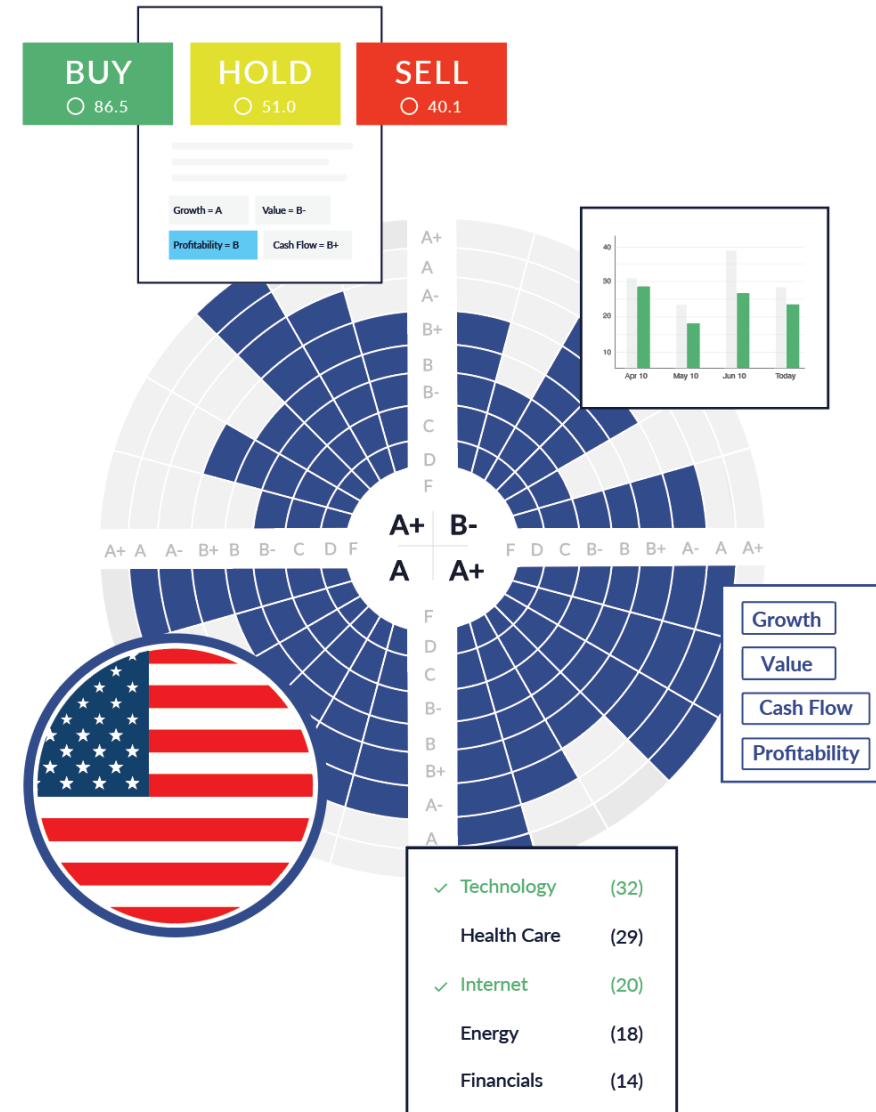 BUY
86.5
HOLD
51.0
SELL
40.1
Growth = A
Value = B-
Profitability = B
Cash Flow = B+
A+
A
A-
B+
B
B-
C
D
F
40
30
20
10
Apr 10
May 10
Jun 10
Today
A+ B-
A A+
A+ A A- B+ B B- C D F
F D C B- B B+ A- A A+
F
D
C
B-
B
B+
A-
A
Growth
Value
Cash Flow
Profitability
✓ Technology (32)
Health Care (29)
✓ Internet (20)
Energy (18)
Financials (14)